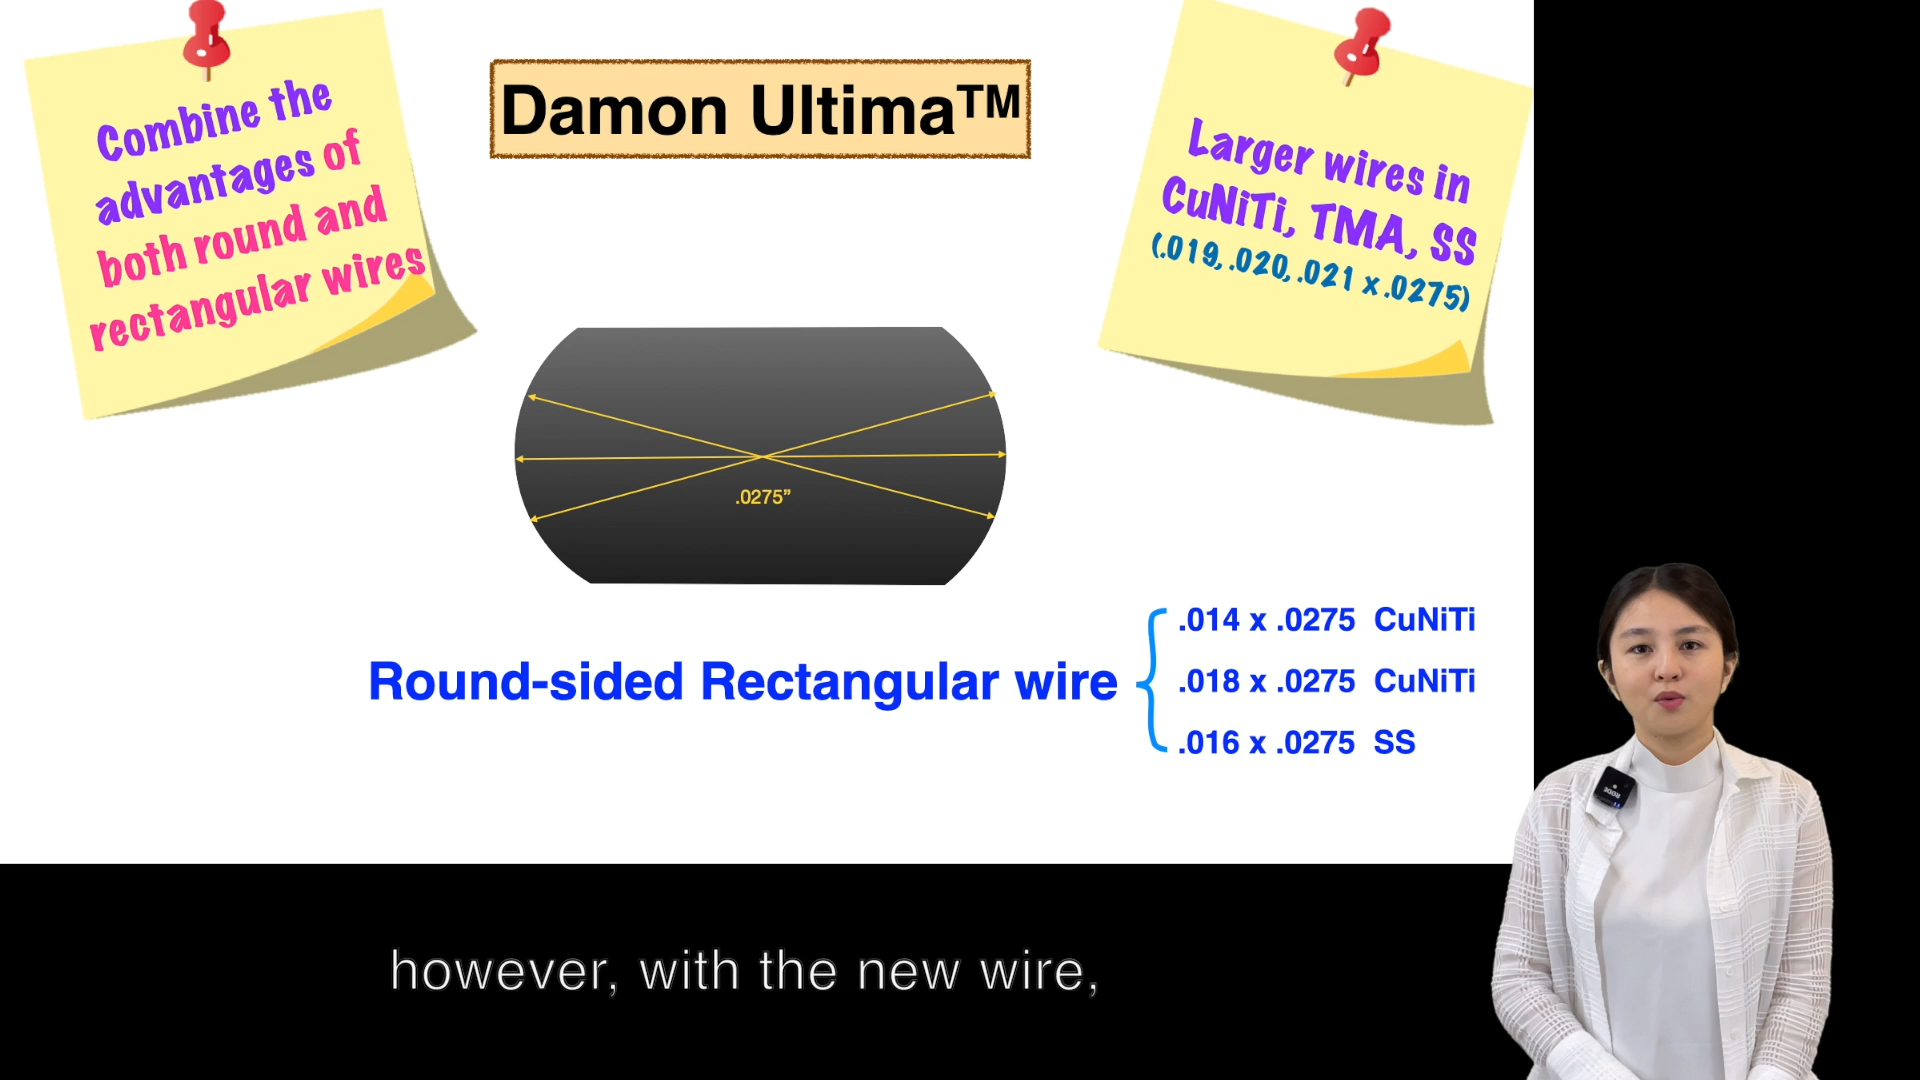 Combine the
advantages of
both round and
rectangular wires
Damon Ultima™
Larger wires in
CuNiTi, TMA, SS
(.019, .020, .021 x .0275)
.0275”
Round-sided Rectangular wire
.014 x .0275 CuNiTi
.018 x .0275 CuNiTi
.016 x .0275 SS
RØDE
however, with the new wire,